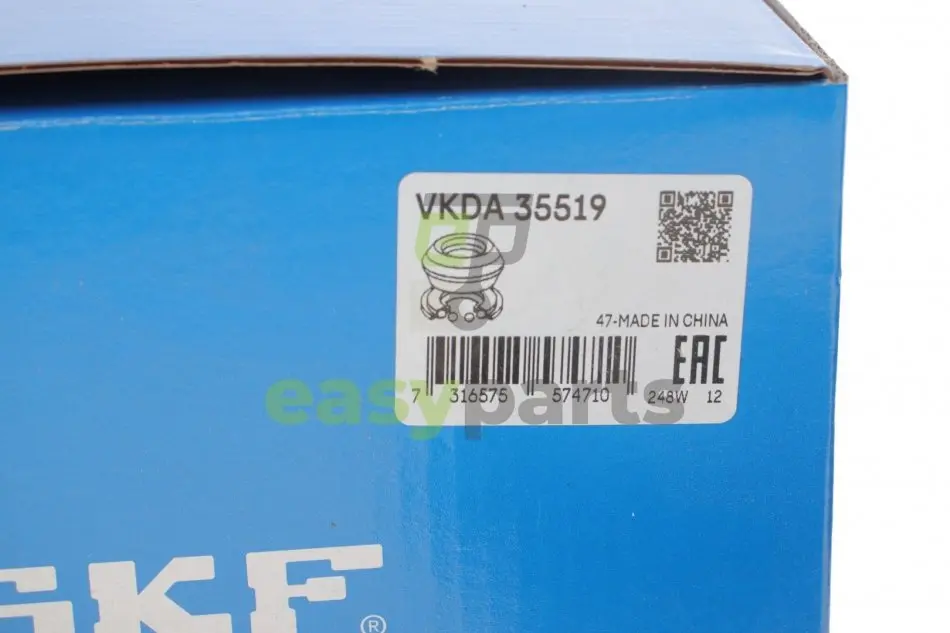 VKDA 35519
47-MADE IN CHINA
EAC
7 316575 574710 248W 12
easyparts
SKF®